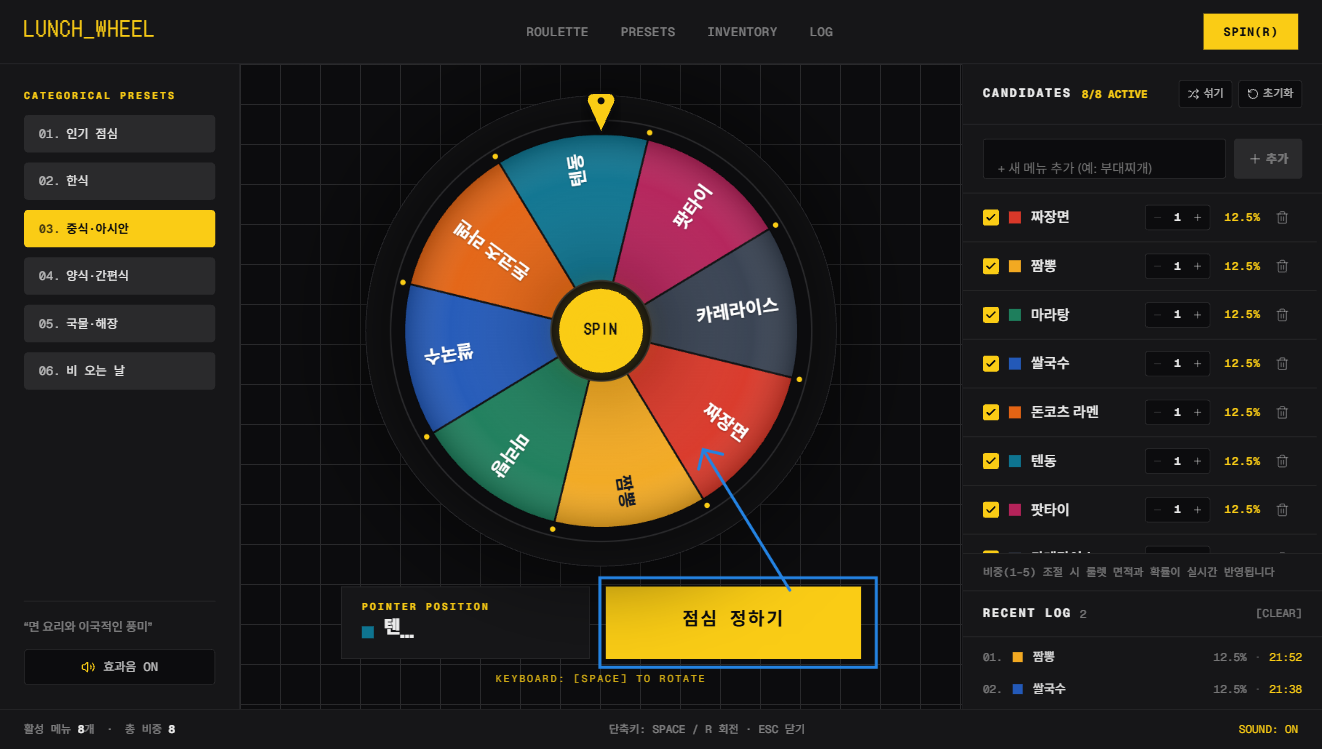 LUNCH_WHEEL
ROULETTE PRESETS INVENTORY LOG
SPIN(R)
CATEGORICAL PRESETS
01. 인기 점심
02. 한식
03. 중식·아시안
04. 양식·간편식
05. 국물·해장
06. 비 오는 날
"면 요리와 이국적인 풍미"
효과음 ON
텐동
팟타이
카레라이스
짜장면
짬뽕
마라탕
쌀국수
돈코츠 라멘
SPIN
POINTER POSITION
텐...
점심 정하기
KEYBOARD: [SPACE] TO ROTATE
CANDIDATES 8/8 ACTIVE
섞기
초기화
+ 새 메뉴 추가 (예: 부대찌개)
+ 추가
짜장면 − 1 + 12.5%
짬뽕 − 1 + 12.5%
마라탕 − 1 + 12.5%
쌀국수 − 1 + 12.5%
돈코츠 라멘 − 1 + 12.5%
텐동 − 1 + 12.5%
팟타이 − 1 + 12.5%
비중(1–5) 조절 시 룰렛 면적과 확률이 실시간 반영됩니다
RECENT LOG 2 [CLEAR]
01. 짬뽕 12.5% · 21:52
02. 쌀국수 12.5% · 21:38
활성 메뉴 8개 · 총 비중 8
단축키: SPACE / R 회전 · ESC 닫기
SOUND: ON